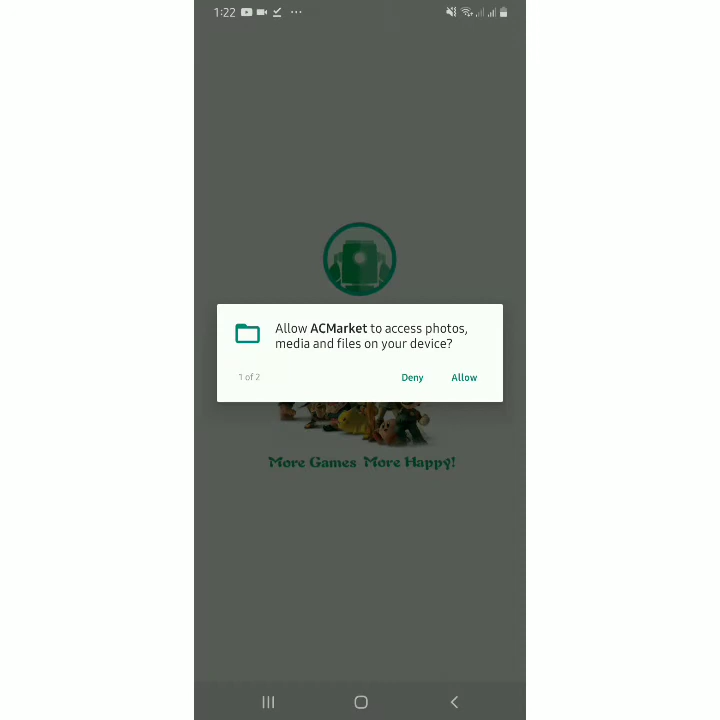 1:22
Allow ACMarket to access photos,
media and files on your device?
1 of 2
Deny
Allow
More Games More Happy!